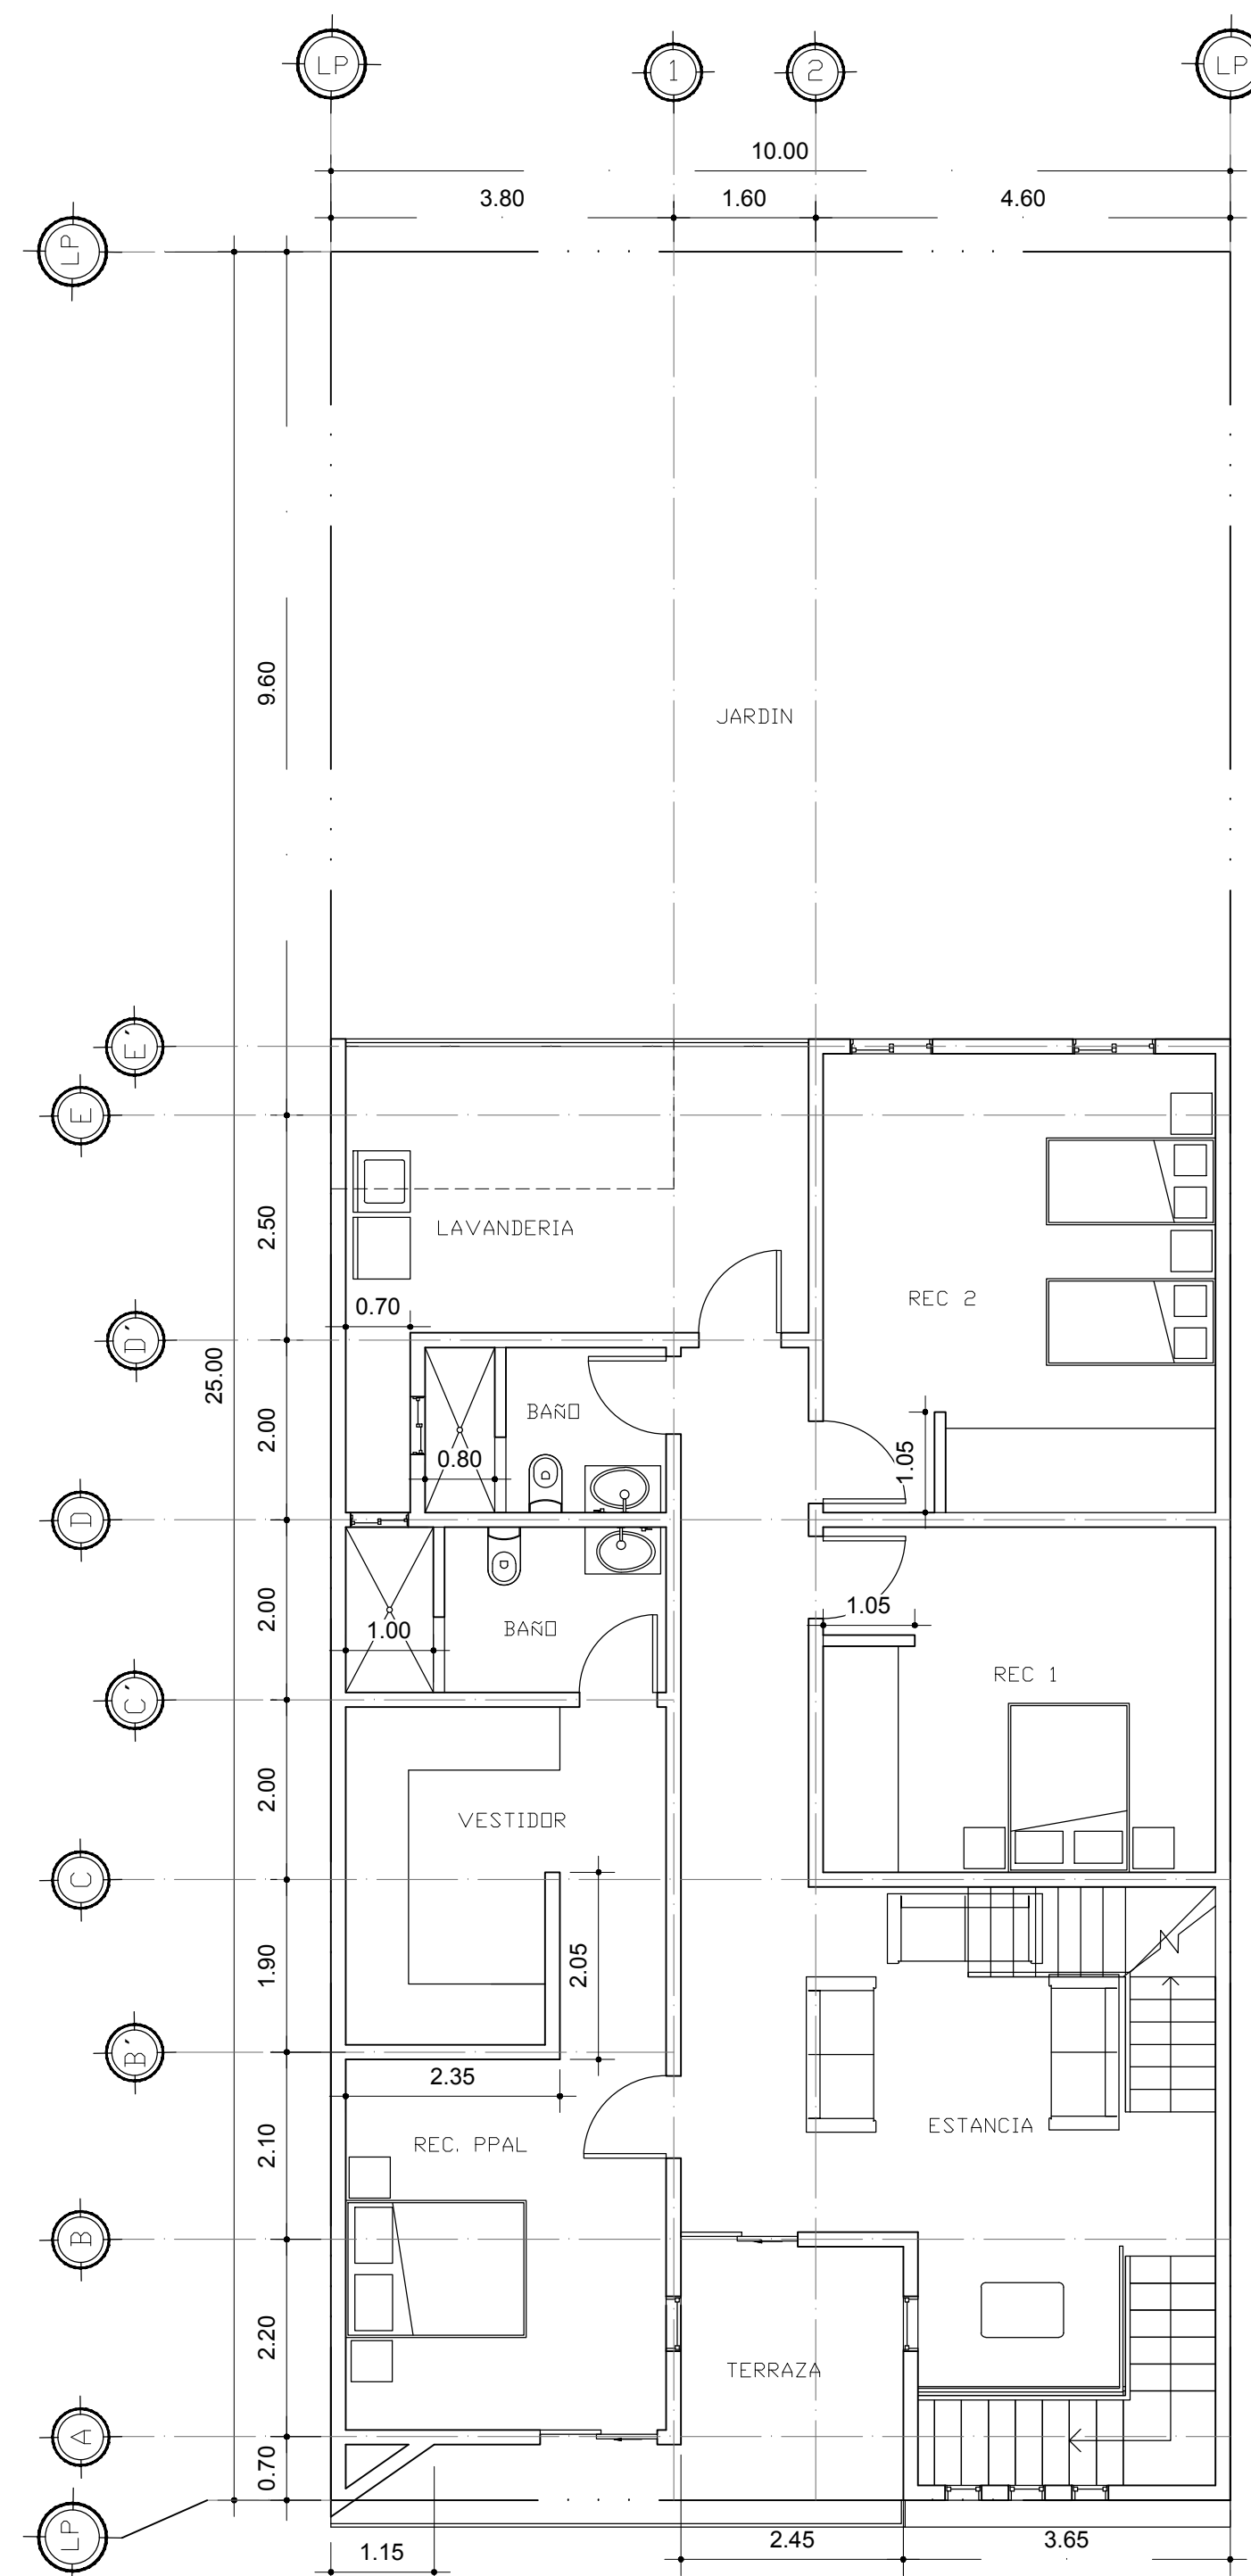 LP
1
2
LP
10.00
3.80
1.60
4.60
LP
9.60
JARDIN
E'
E
2.50
LAVANDERIA
REC 2
0.70
D'
25.00
2.00
BAÑO
0.80
1.05
D
2.00
1.05
BAÑO
1.00
REC 1
C'
2.00
VESTIDOR
C
1.90
2.05
B'
2.35
2.10
REC. PPAL
ESTANCIA
B
2.20
TERRAZA
A
0.70
LP
1.15
2.45
3.65